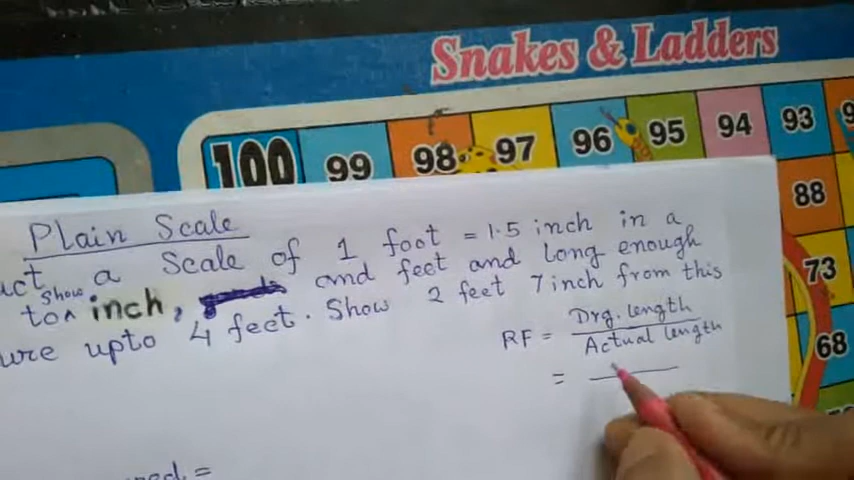 Snakes & Ladders
100 99 98 97 96 95 94 93
88
73
68
Plain Scale
uct a Scale of 1 foot = 1.5 inch in a
to show inch, and feet and long enough
ure upto 4 feet. Show 2 feet 7 inch from this
RF = Drg. length
Actual length
=
=